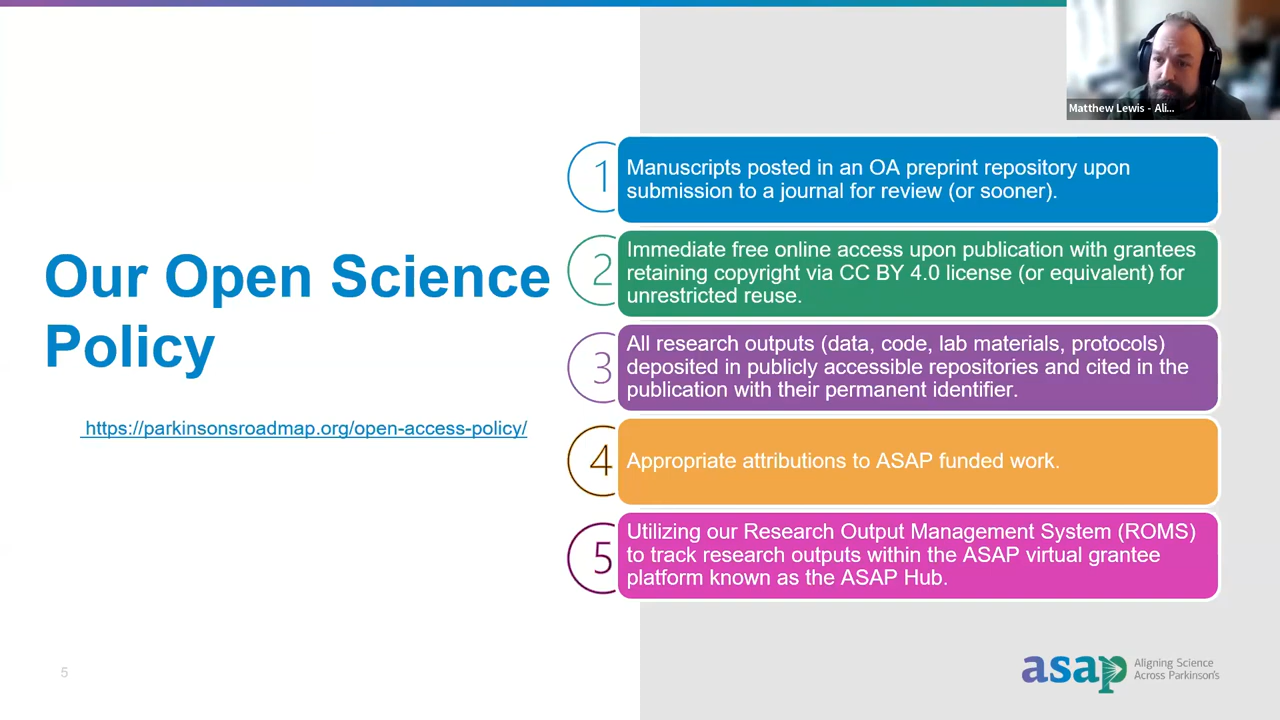 Matthew Lewis - Ali...
Our Open Science
Policy
https://parkinsonsroadmap.org/open-access-policy/
1
Manuscripts posted in an OA preprint repository upon
submission to a journal for review (or sooner).
2
Immediate free online access upon publication with grantees
retaining copyright via CC BY 4.0 license (or equivalent) for
unrestricted reuse.
3
All research outputs (data, code, lab materials, protocols)
deposited in publicly accessible repositories and cited in the
publication with their permanent identifier.
4
Appropriate attributions to ASAP funded work.
5
Utilizing our Research Output Management System (ROMS)
to track research outputs within the ASAP virtual grantee
platform known as the ASAP Hub.
5
asap
Aligning Science
Across Parkinson's